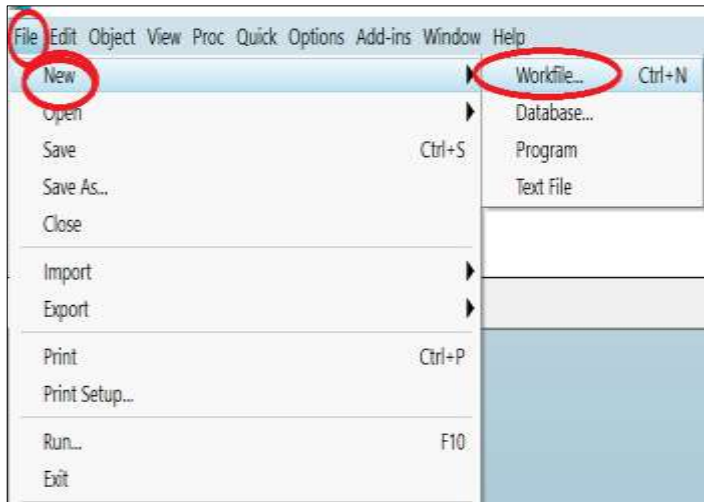 File Edit Object View Proc Quick Options Add-ins Window Help
New
Workfile... Ctrl+N
Open
Database...
Save Ctrl+S
Program
Save As...
Text File
Close
Import
Export
Print Ctrl+P
Print Setup...
Run... F10
Exit